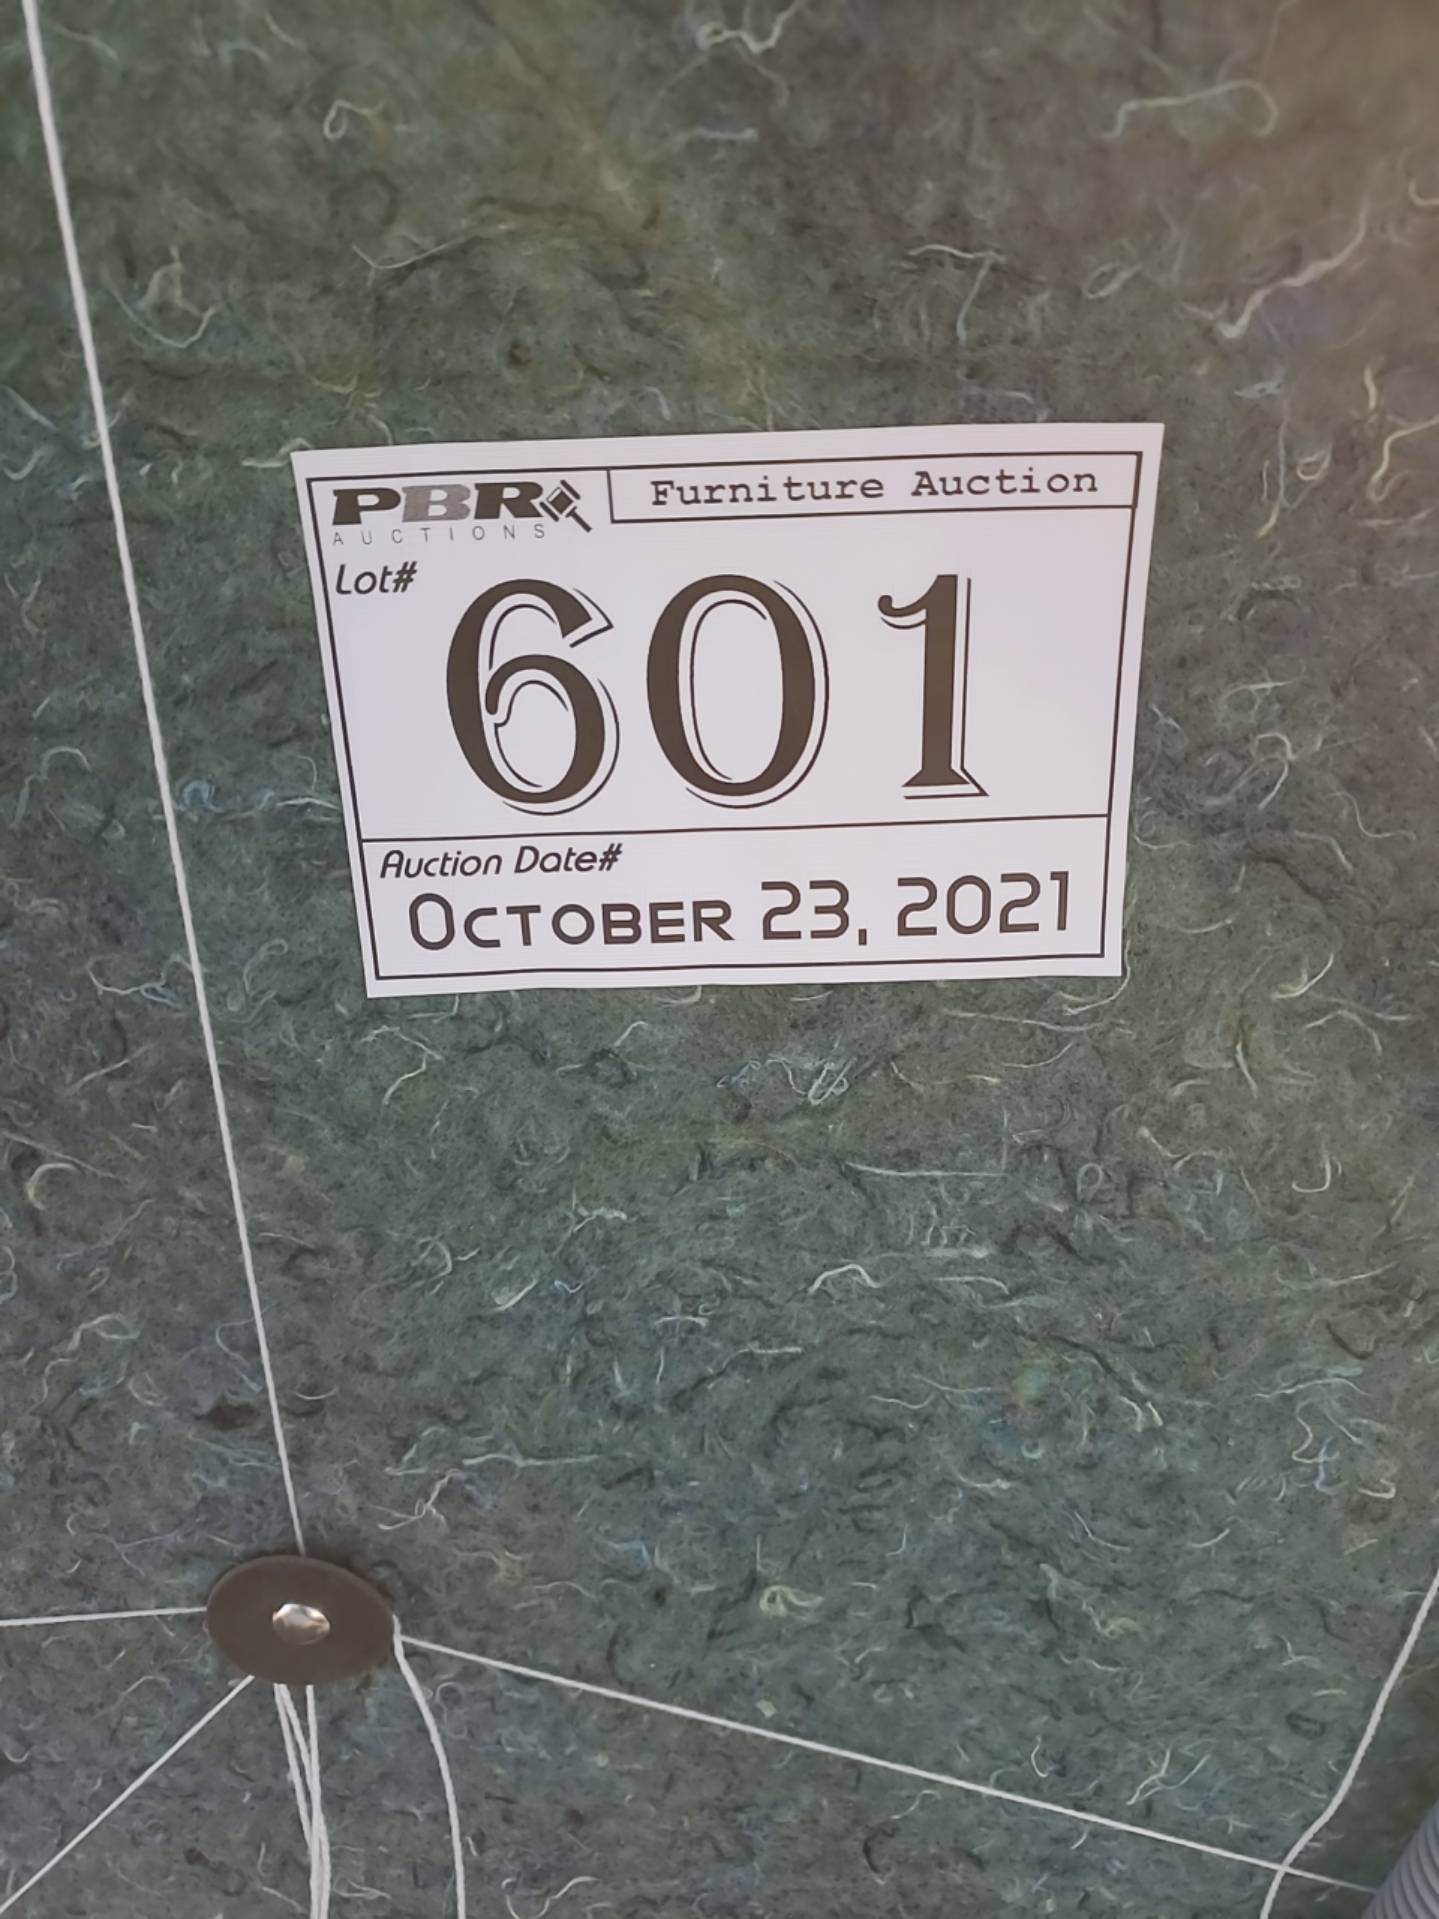 PBR
AUCTIONS
Furniture Auction
Lot#
601
Auction Date#
October 23, 2021